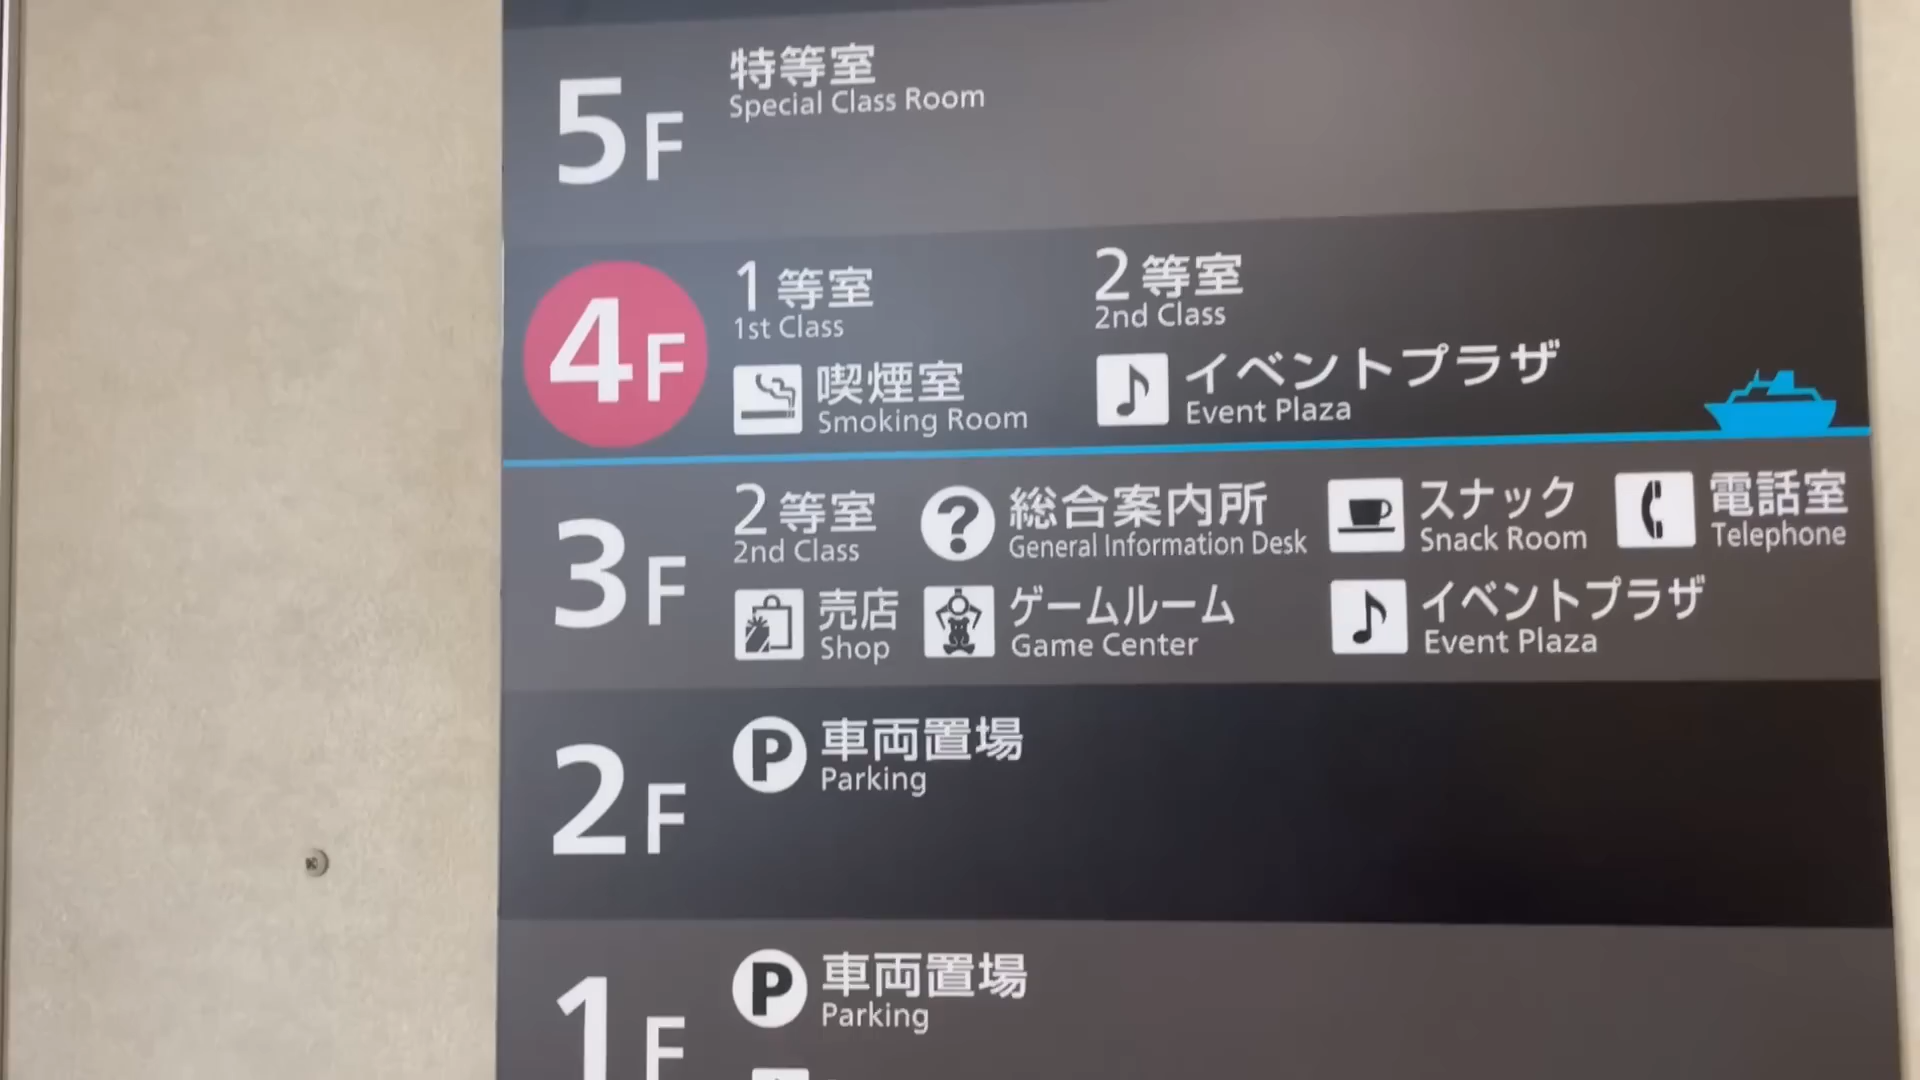 5F
特等室
Special Class Room
4F
1等室
1st Class
2等室
2nd Class
喫煙室
Smoking Room
イベントプラザ
Event Plaza
3F
2等室
2nd Class
総合案内所
General Information Desk
スナック
Snack Room
電話室
Telephone
売店
Shop
ゲームルーム
Game Center
イベントプラザ
Event Plaza
2F
P
車両置場
Parking
1F
P
車両置場
Parking